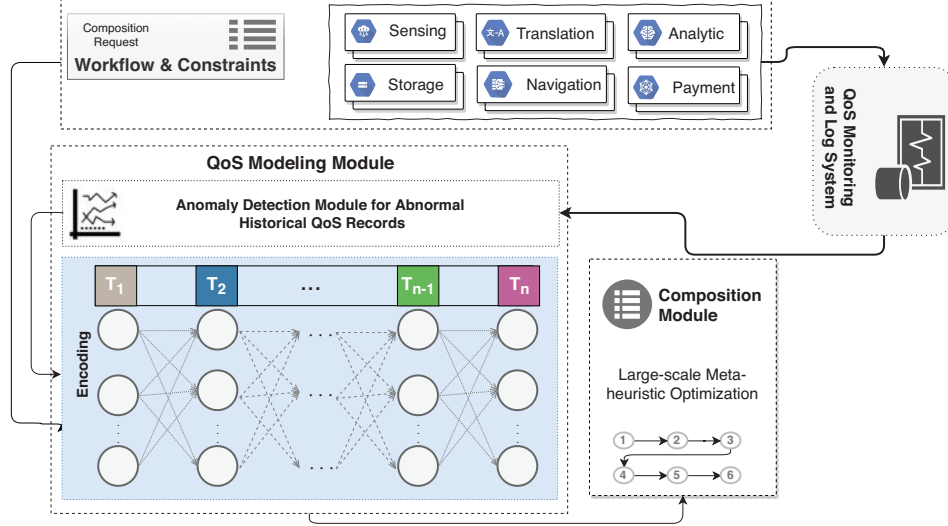 Composition
Request
Workflow & Constraints
Sensing
文-A
Translation
Analytic
Storage
Navigation
Payment
QoS Monitoring
and Log System
QoS Modeling Module
Anomaly Detection Module for Abnormal
Historical QoS Records
T1
T2
...
Tn-1
Tn
Encoding
Composition
Module
Large-scale Meta-
heuristic Optimization
1 2 3
4 5 6